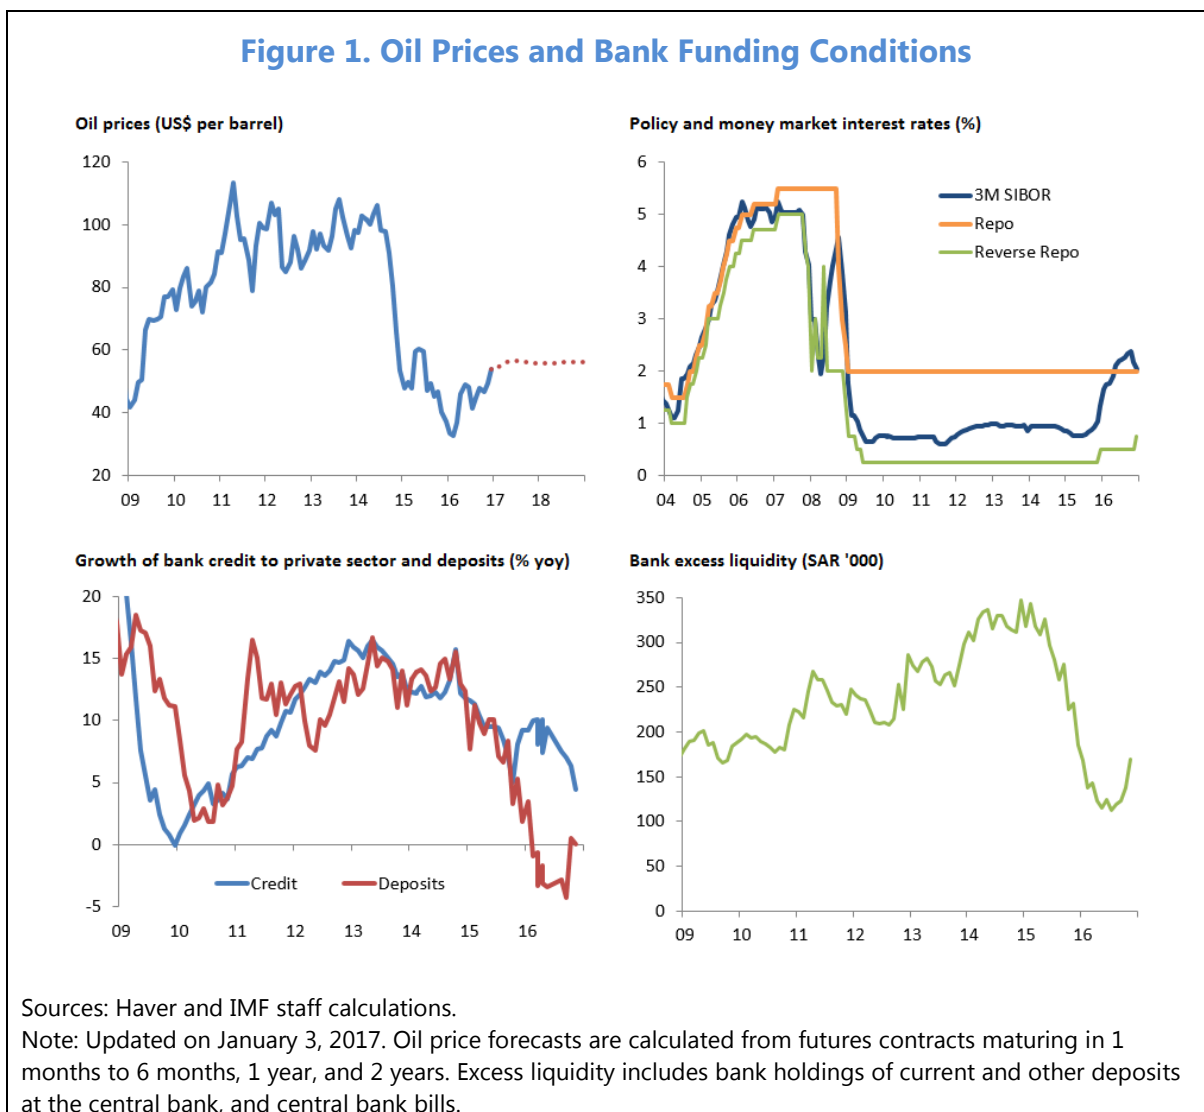 Figure 1. Oil Prices and Bank Funding Conditions
Oil prices (US$ per barrel)
120
100
80
60
40
20
09 10 11 12 13 14 15 16 17 18
Policy and money market interest rates (%)
6
5
4
3
2
1
0
3M SIBOR
Repo
Reverse Repo
04 05 06 07 08 09 10 11 12 13 14 15 16
Growth of bank credit to private sector and deposits (% yoy)
20
15
10
5
0
-5
Credit
Deposits
09 10 11 12 13 14 15 16
Bank excess liquidity (SAR '000)
350
300
250
200
150
100
50
0
09 10 11 12 13 14 15 16
Sources: Haver and IMF staff calculations.
Note: Updated on January 3, 2017. Oil price forecasts are calculated from futures contracts maturing in 1
months to 6 months, 1 year, and 2 years. Excess liquidity includes bank holdings of current and other deposits
at the central bank, and central bank bills.